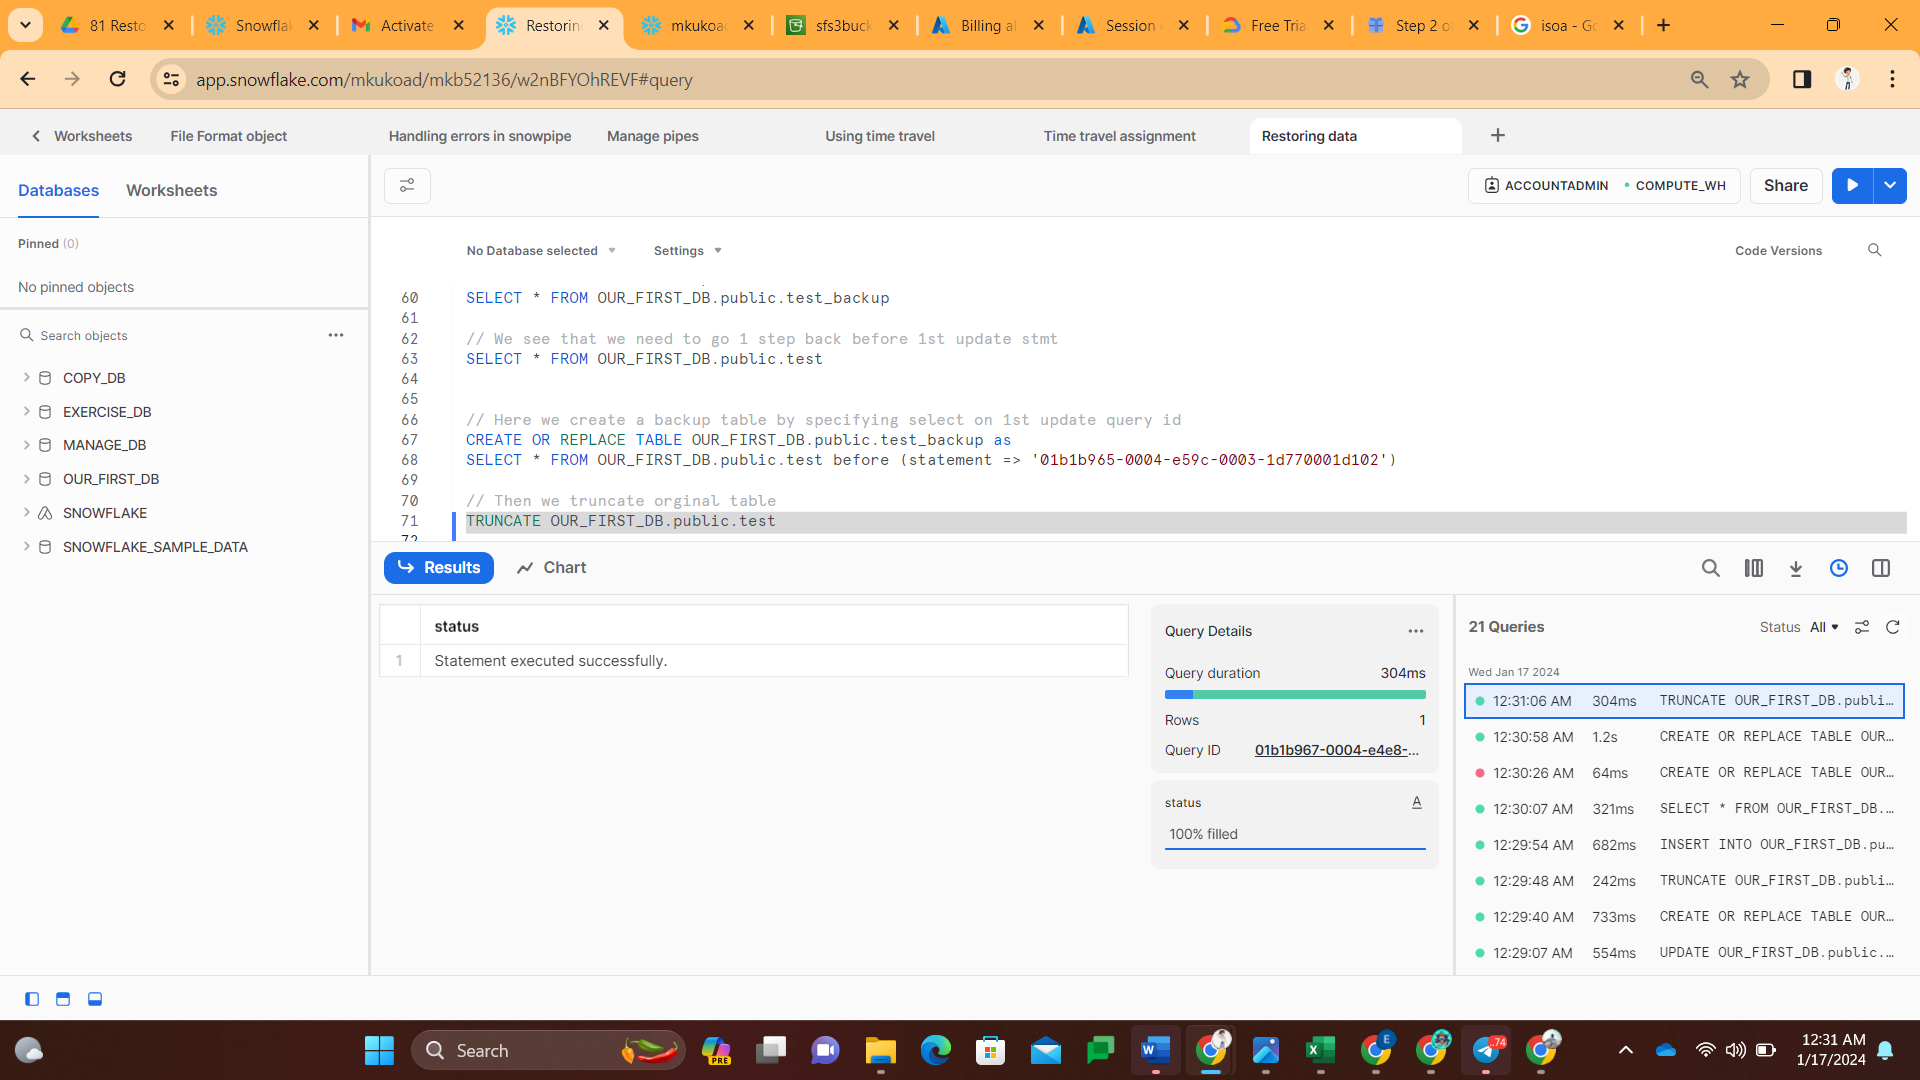 81 Resto
Snowflak
Activate
Restorin
mkukoad
sfs3buck
Billing al
Session
Free Tria
Step 2 o
isoa - Go
app.snowflake.com/mkukoad/mkb52136/w2nBFYOhREVF#query
Worksheets
File Format object
Handling errors in snowpipe
Manage pipes
Using time travel
Time travel assignment
Restoring data
Databases
Worksheets
ACCOUNTADMIN
COMPUTE_WH
Share
Pinned (0)
No pinned objects
No Database selected
Settings
Code Versions
Search objects
COPY_DB
EXERCISE_DB
MANAGE_DB
OUR_FIRST_DB
SNOWFLAKE
SNOWFLAKE_SAMPLE_DATA
60 SELECT * FROM OUR_FIRST_DB.public.test_backup
61
62 // We see that we need to go 1 step back before 1st update stmt
63 SELECT * FROM OUR_FIRST_DB.public.test
64
65
66 // Here we create a backup table by specifying select on 1st update query id
67 CREATE OR REPLACE TABLE OUR_FIRST_DB.public.test_backup as
68 SELECT * FROM OUR_FIRST_DB.public.test before (statement => '01b1b965-0004-e59c-0003-1d770001d102')
69
70 // Then we truncate orginal table
71 TRUNCATE OUR_FIRST_DB.public.test
72
Results
Chart
status
1 Statement executed successfully.
Query Details
Query duration 304ms
Rows 1
Query ID 01b1b967-0004-e4e8-...
status A
100% filled
21 Queries
Status All
Wed Jan 17 2024
12:31:06 AM 304ms TRUNCATE OUR_FIRST_DB.publi…
12:30:58 AM 1.2s CREATE OR REPLACE TABLE OUR…
12:30:26 AM 64ms CREATE OR REPLACE TABLE OUR…
12:30:07 AM 321ms SELECT * FROM OUR_FIRST_DB.…
12:29:54 AM 682ms INSERT INTO OUR_FIRST_DB.pu…
12:29:48 AM 242ms TRUNCATE OUR_FIRST_DB.publi…
12:29:40 AM 733ms CREATE OR REPLACE TABLE OUR…
12:29:07 AM 554ms UPDATE OUR_FIRST_DB.public.…
Search
PRE
W
X
E
74
12:31 AM
1/17/2024